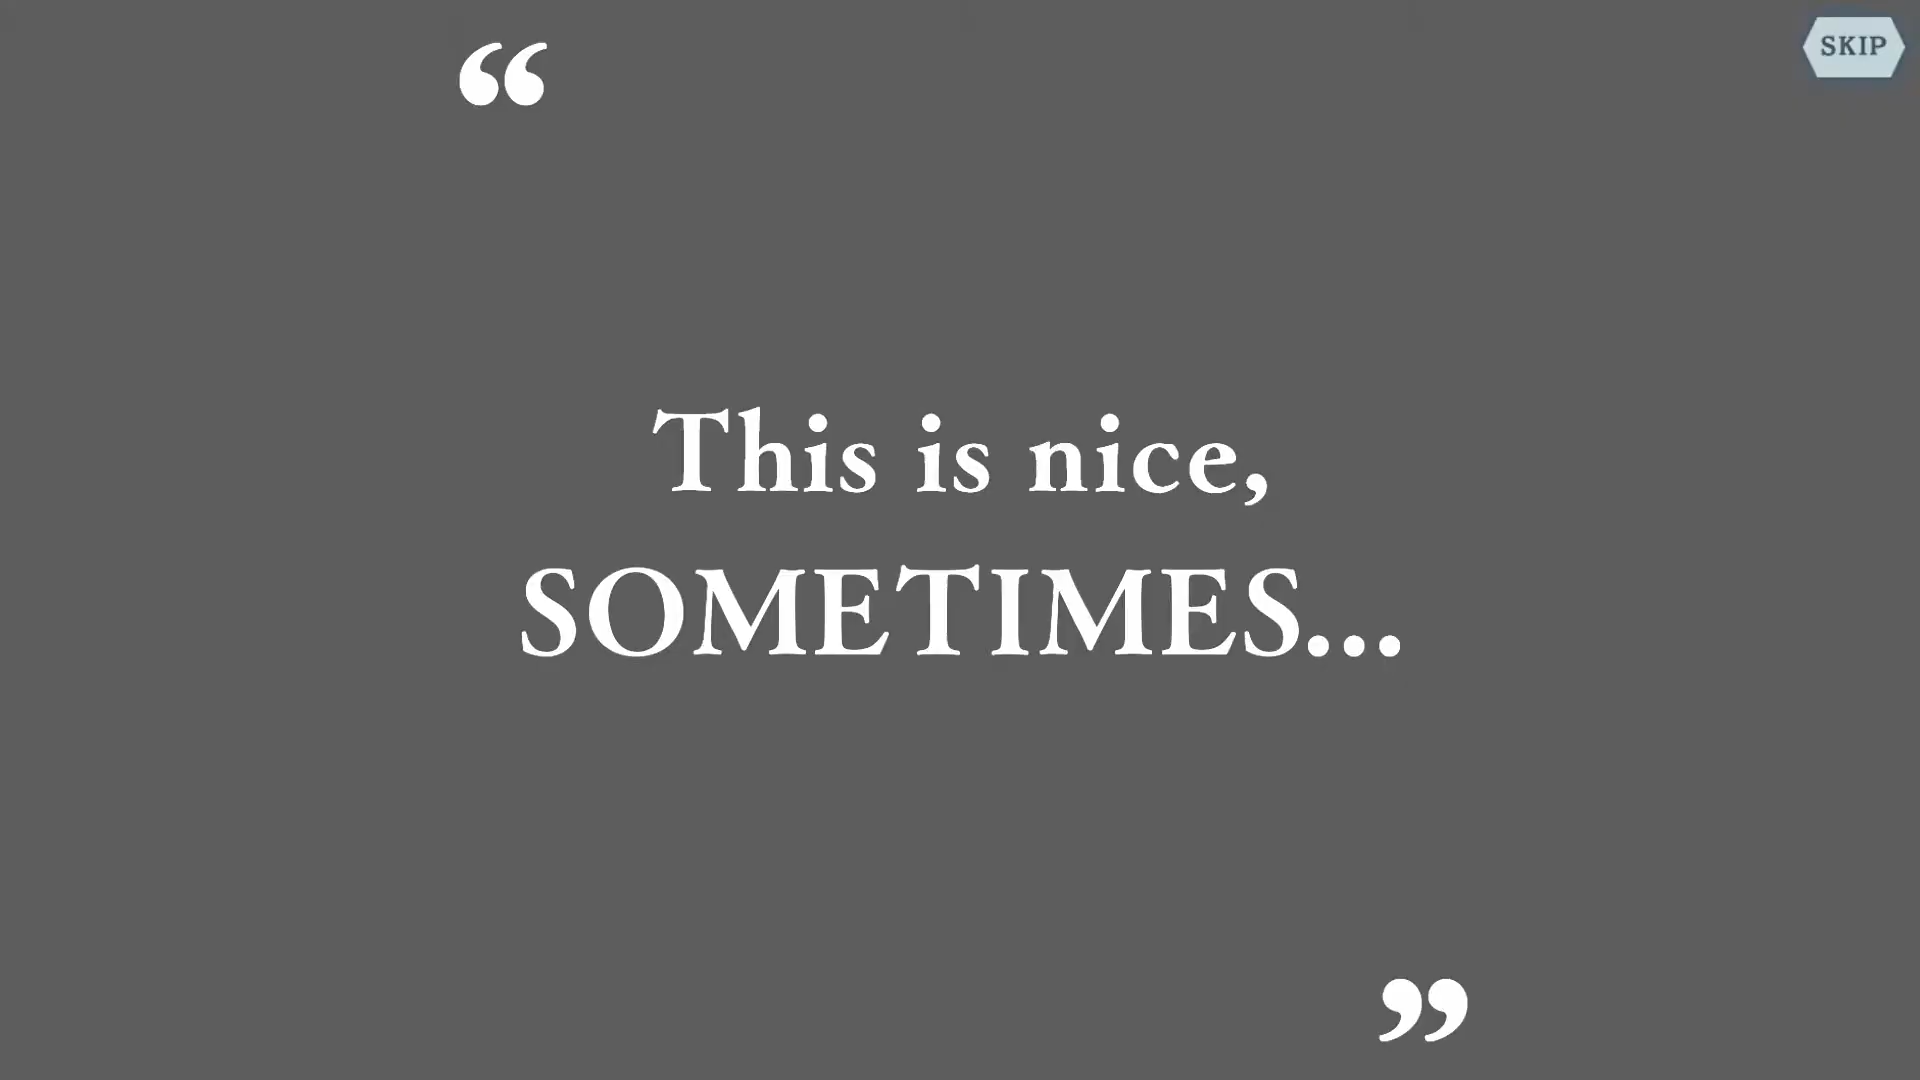 SKIP
“
This is nice,
SOMETIMES...
”